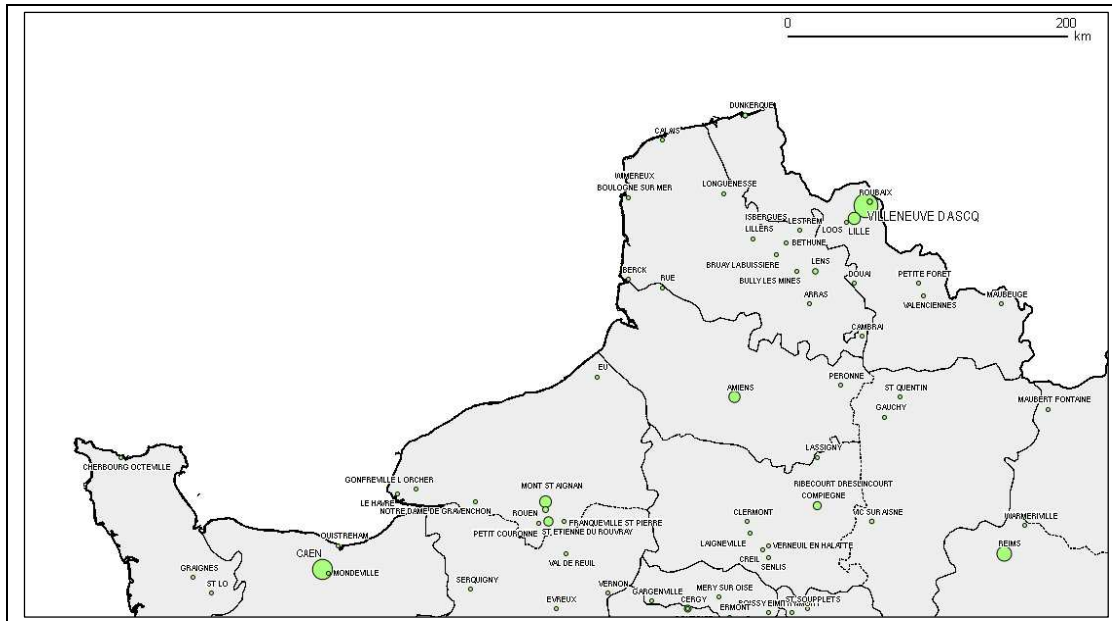 0 200
km
DUNKERQUE
CALAIS
WIMEREUX
BOULOGNE SUR MER
LONGUENESSE
ROUBAIX
VILLENEUVE D ASCQ
ISBERGUES
LESTREM
LOOS
LILLE
LILLERS
BETHUNE
BRUAY LABUISSIERE
LENS
BERCK
RUE
BULLY LES MINES
DOUAI
PETITE FORET
ARRAS
VALENCIENNES
MAUBEUGE
CAMBRAI
EU
PERONNE
AMIENS
ST QUENTIN
MAUBERT FONTAINE
GAUCHY
CHERBOURG OCTEVILLE
LASSIGNY
GONFREVILLE L ORCHER
MONT ST AIGNAN
RIBECOURT DRESLINCOURT
COMPIEGNE
LE HAVRE
NOTRE DAME DE GRAVENCHON
ROUEN
FRANQUEVILLE ST PIERRE
CLERMONT
VIC SUR AISNE
WARMERIVILLE
PETIT COURONNE
ST ETIENNE DU ROUVRAY
OUISTREHAM
LAIGNEVILLE
VERNEUIL EN HALATTE
REIMS
CAEN
CREIL
VAL DE REUIL
SENLIS
GRAIGNES
MONDEVILLE
ST LO
SERQUIGNY
VERNON
MERY SUR OISE
GARGENVILLE
CERGY
ST SOUPPLETS
EVREUX
ERMONT